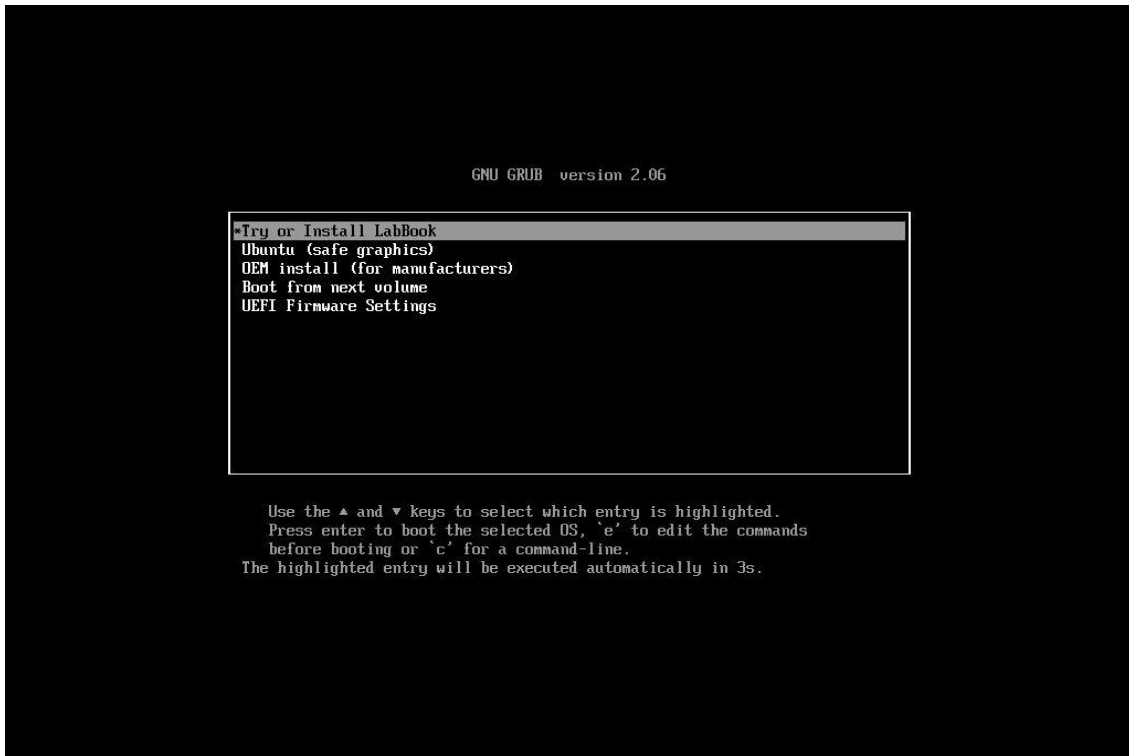 GNU GRUB  version 2.06
*Try or Install LabBook
Ubuntu (safe graphics)
OEM install (for manufacturers)
Boot from next volume
UEFI Firmware Settings
Use the ▲ and ▼ keys to select which entry is highlighted.
Press enter to boot the selected OS, `e' to edit the commands
before booting or `c' for a command-line.
The highlighted entry will be executed automatically in 3s.